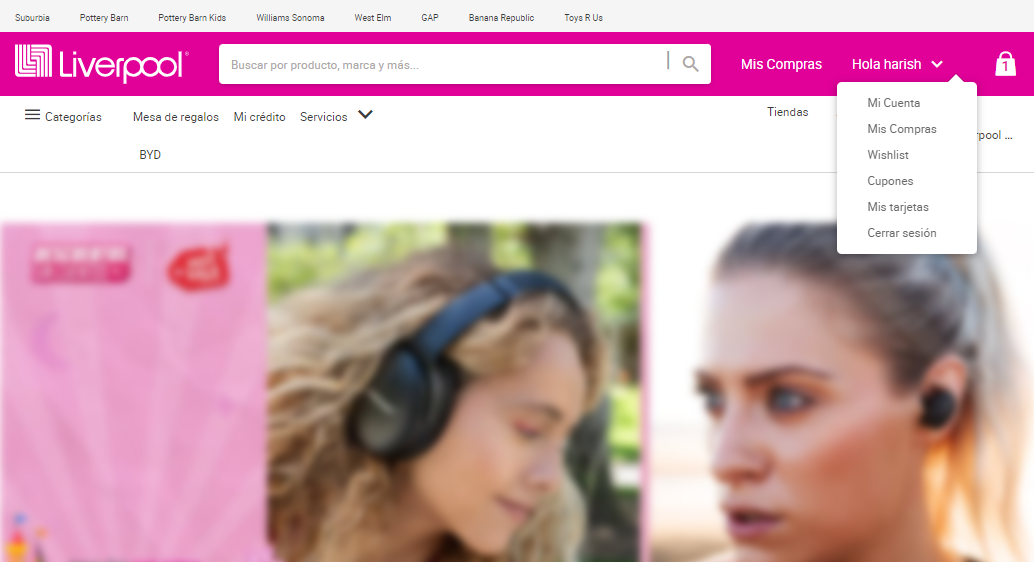 Suburbia Pottery Barn Pottery Barn Kids Williams Sonoma West Elm GAP Banana Republic Toys R Us
Liverpool® Buscar por producto, marca y más... Mis Compras Hola harish 1
Categorías Mesa de regalos Mi crédito Servicios Tiendas
BYD
Mi Cuenta
Mis Compras
Wishlist
Cupones
Mis tarjetas
Cerrar sesión